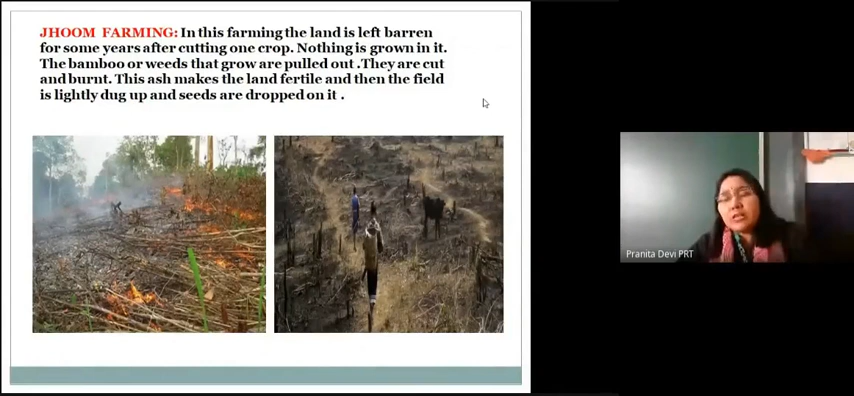 JHOOM FARMING: In this farming the land is left barren
for some years after cutting one crop. Nothing is grown in it.
The bamboo or weeds that grow are pulled out .They are cut
and burnt. This ash makes the land fertile and then the field
is lightly dug up and seeds are dropped on it .
Pranita Devi PRT